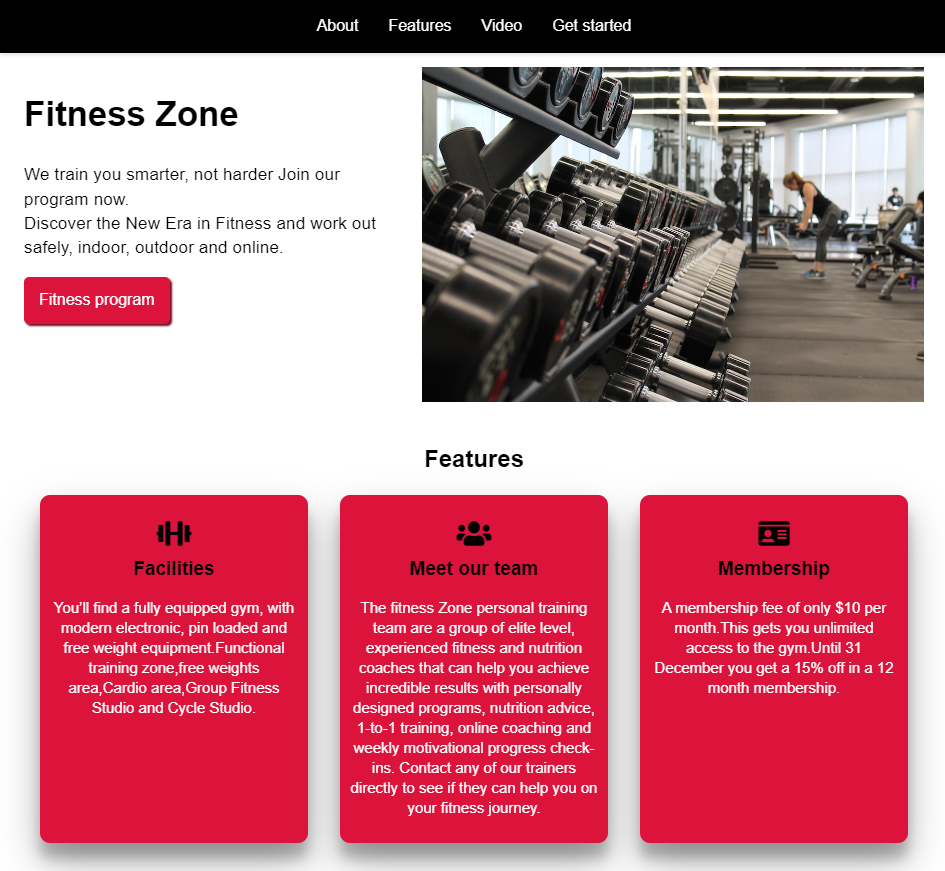 About Features Video Get started
Fitness Zone
We train you smarter, not harder Join our
program now.
Discover the New Era in Fitness and work out
safely, indoor, outdoor and online.
Fitness program
Features
Facilities
You’ll find a fully equipped gym, with
modern electronic, pin loaded and
free weight equipment.Functional
training zone,free weights
area,Cardio area,Group Fitness
Studio and Cycle Studio.
Meet our team
The fitness Zone personal training
team are a group of elite level,
experienced fitness and nutrition
coaches that can help you achieve
incredible results with personally
designed programs, nutrition advice,
1-to-1 training, online coaching and
weekly motivational progress check-
ins. Contact any of our trainers
directly to see if they can help you on
your fitness journey.
Membership
A membership fee of only $10 per
month.This gets you unlimited
access to the gym.Until 31
December you get a 15% off in a 12
month membership.